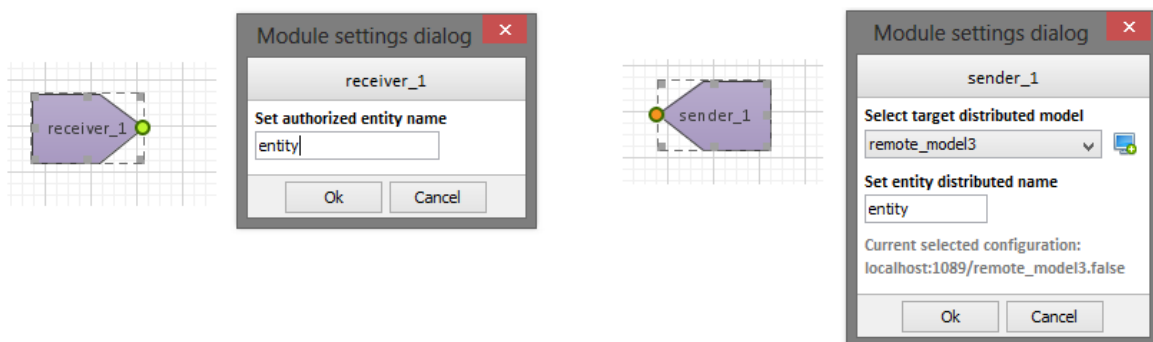 receiver_1
Module settings dialog
receiver_1
Set authorized entity name
entity
Ok
Cancel
sender_1
Module settings dialog
sender_1
Select target distributed model
remote_model3
Set entity distributed name
entity
Current selected configuration:
localhost:1089/remote_model3.false
Ok
Cancel